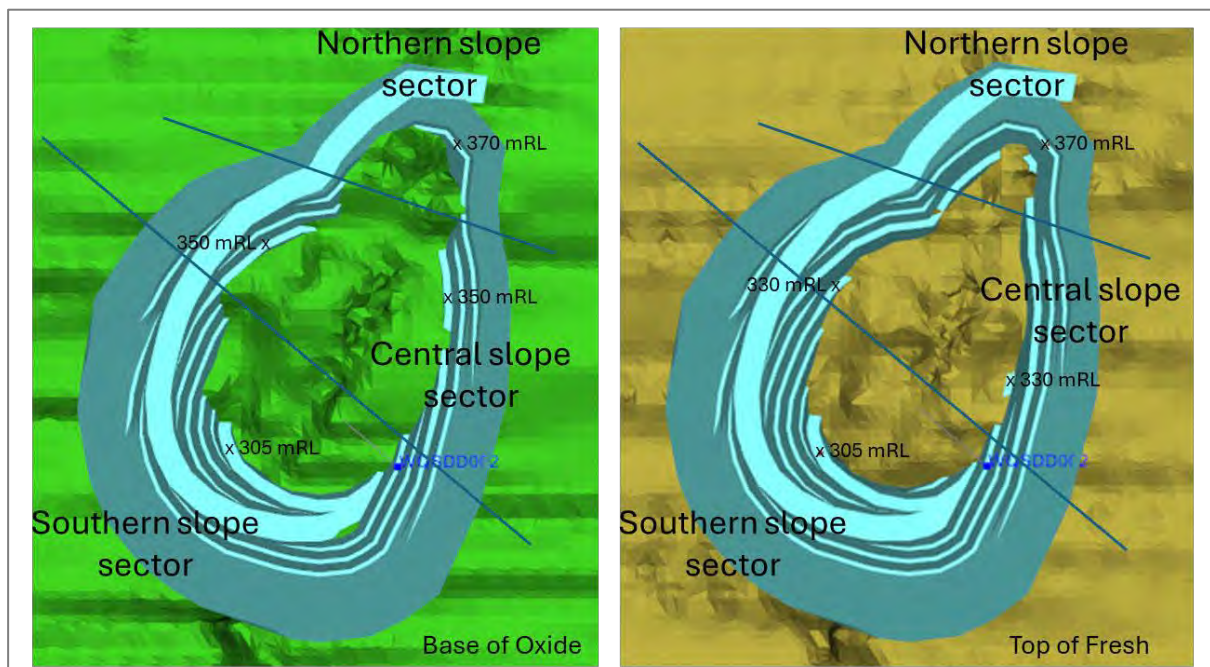 Northern slope
sector
x 370 mRL
350 mRL x
x 350 mRL
Central slope
sector
x 305 mRL
Southern slope
sector
Base of Oxide
Northern slope
sector
x 370 mRL
330 mRL x
Central slope
sector
x 330 mRL
x 305 mRL
Southern slope
sector
Top of Fresh